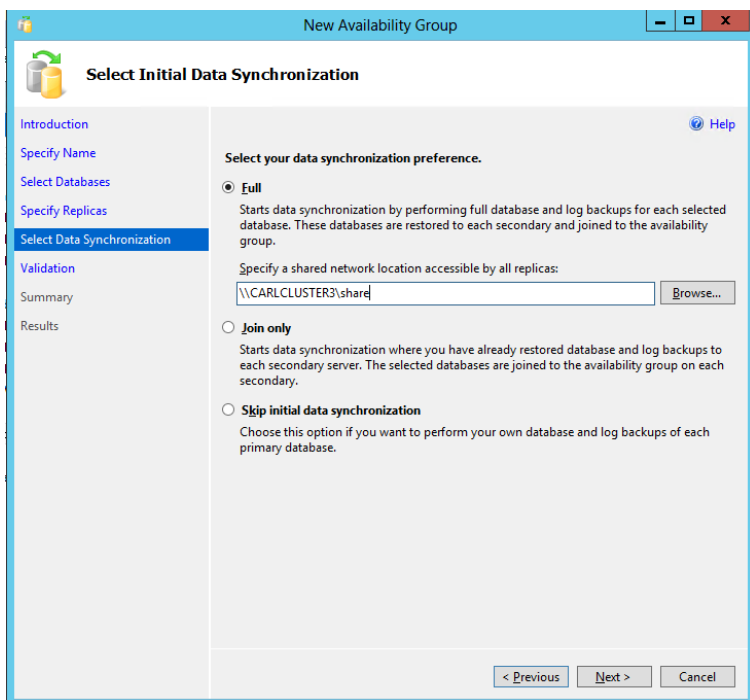 New Availability Group
Select Initial Data Synchronization
Introduction
Specify Name
Select Databases
Specify Replicas
Select Data Synchronization
Validation
Summary
Results
Help
Select your data synchronization preference.
Full
Starts data synchronization by performing full database and log backups for each selected
database. These databases are restored to each secondary and joined to the availability
group.
Specify a shared network location accessible by all replicas:
\\CARLCLUSTER3\share
Browse...
Join only
Starts data synchronization where you have already restored database and log backups to
each secondary server. The selected databases are joined to the availability group on each
secondary.
Skip initial data synchronization
Choose this option if you want to perform your own database and log backups of each
primary database.
< Previous
Next >
Cancel